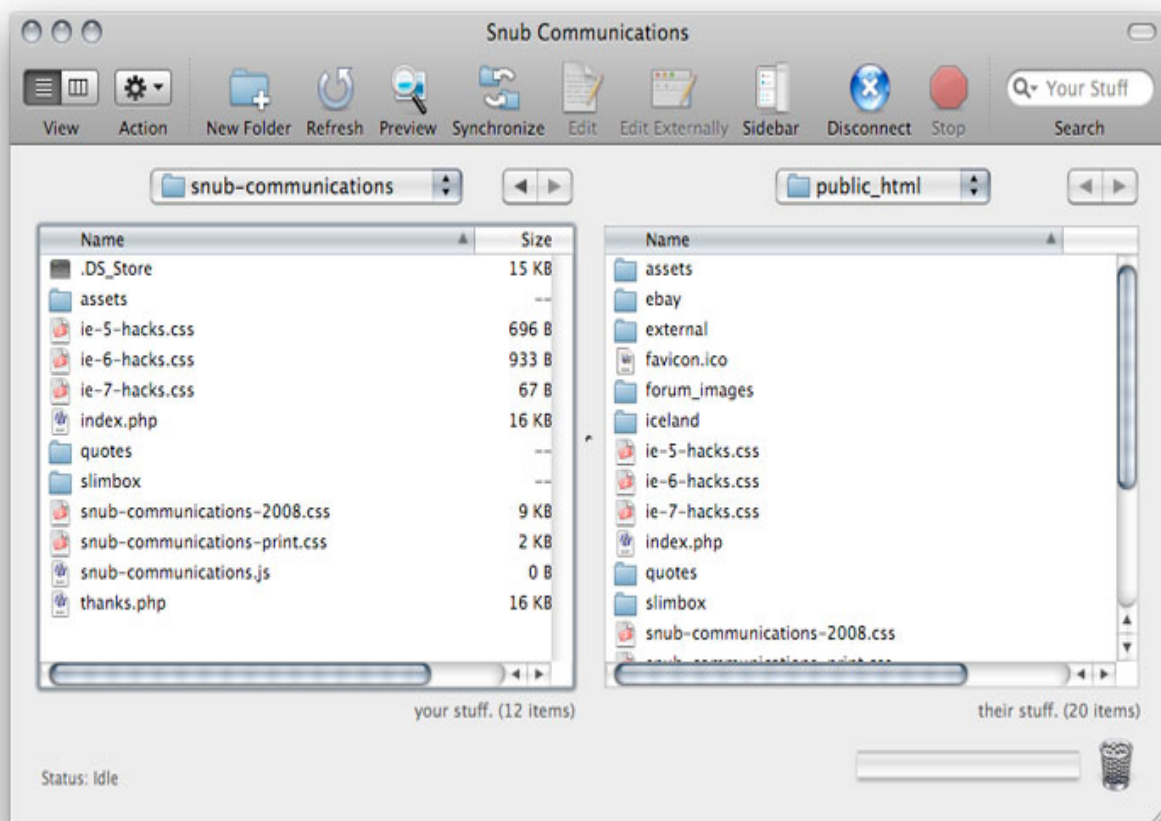 Snub Communications
View Action New Folder Refresh Preview Synchronize Edit Edit Externally Sidebar Disconnect Stop Your Stuff Search
snub-communications
public_html
Name Size
.DS_Store 15 KB
assets --
ie-5-hacks.css 696 B
ie-6-hacks.css 933 B
ie-7-hacks.css 67 B
index.php 16 KB
quotes --
slimbox --
snub-communications-2008.css 9 KB
snub-communications-print.css 2 KB
snub-communications.js 0 B
thanks.php 16 KB
your stuff. (12 items)
Name
assets
ebay
external
favicon.ico
forum_images
iceland
ie-5-hacks.css
ie-6-hacks.css
ie-7-hacks.css
index.php
quotes
slimbox
snub-communications-2008.css
snub-communications-print.css
their stuff. (20 items)
Status: Idle